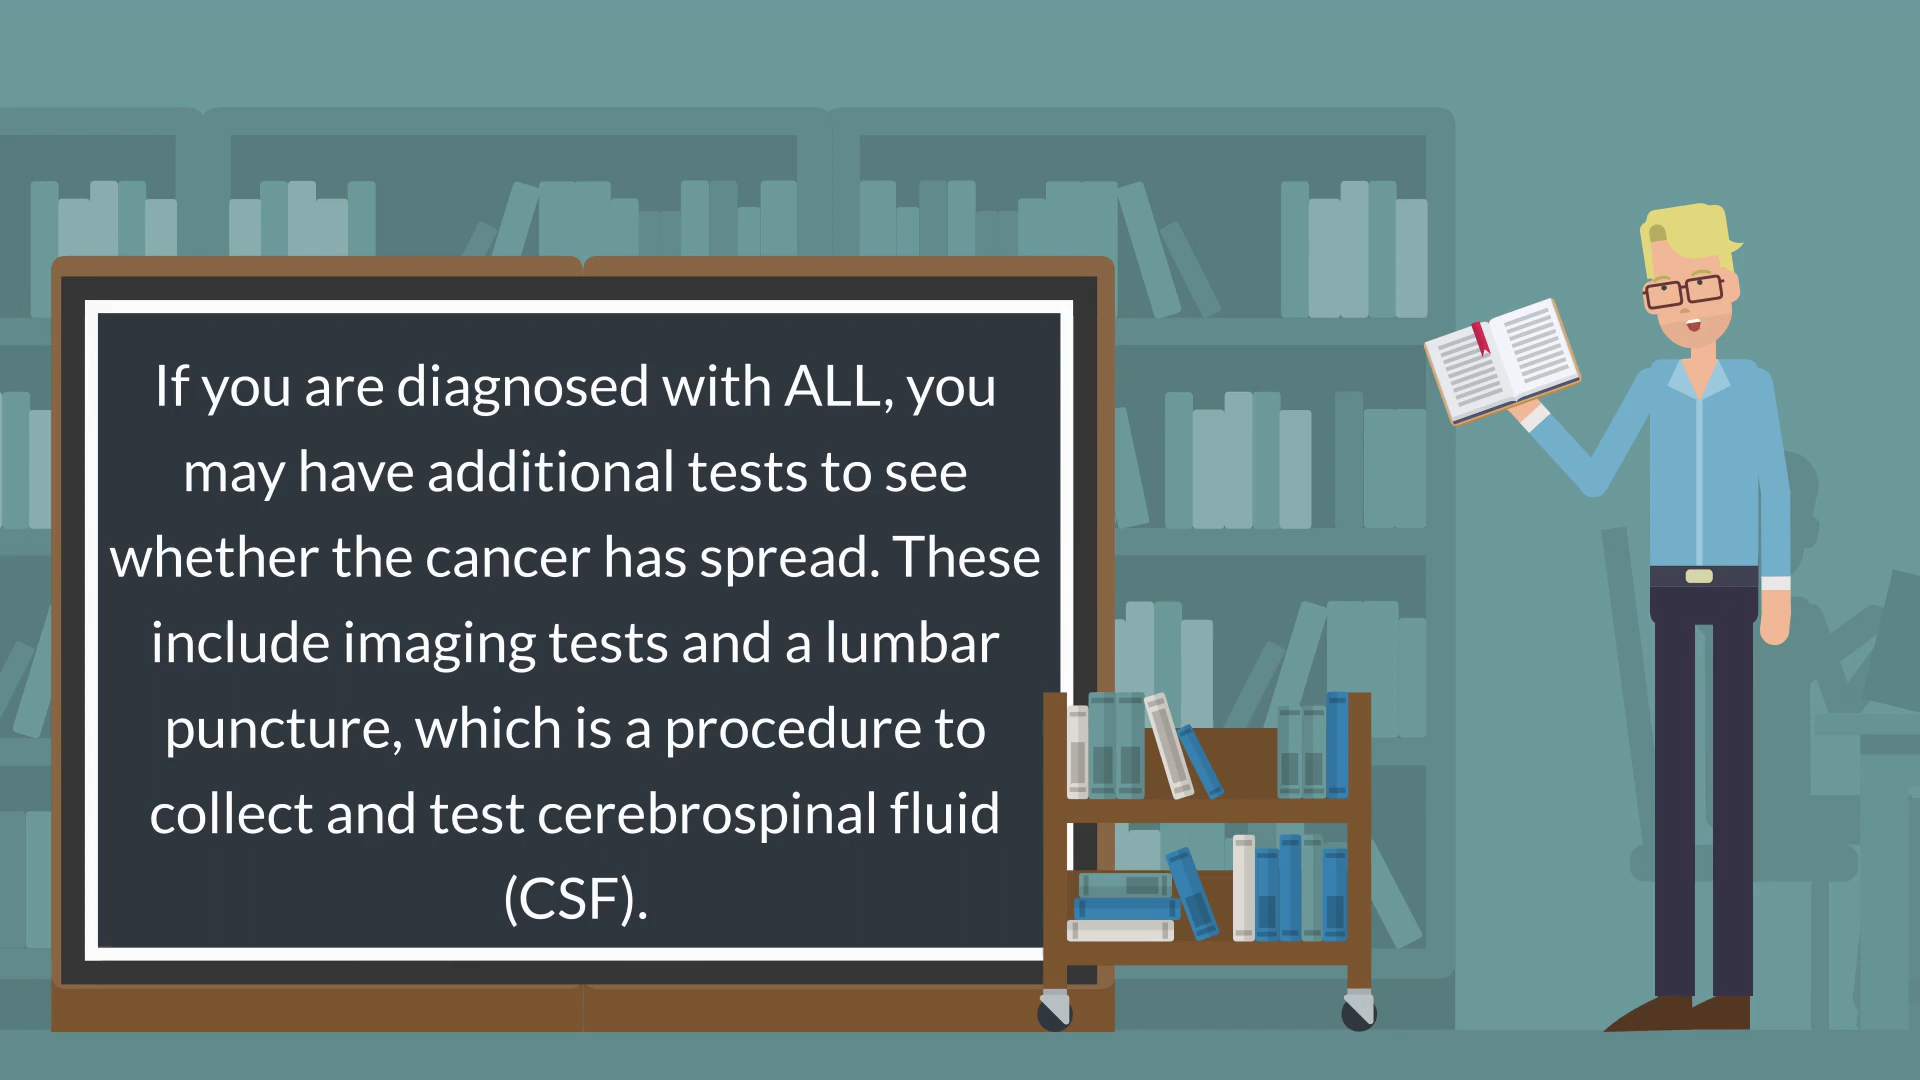 If you are diagnosed with ALL, you
may have additional tests to see
whether the cancer has spread. These
include imaging tests and a lumbar
puncture, which is a procedure to
collect and test cerebrospinal fluid
(CSF).